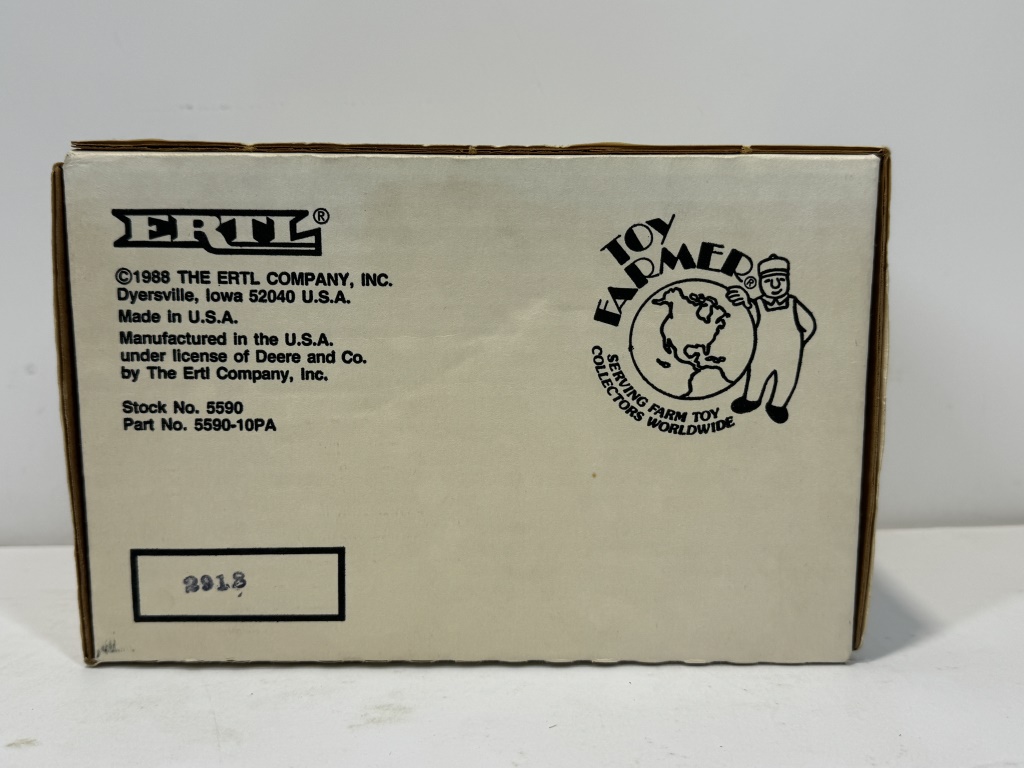 ERTL®
©1988 THE ERTL COMPANY, INC.
Dyersville, Iowa 52040 U.S.A.
Made in U.S.A.
Manufactured in the U.S.A.
under license of Deere and Co.
by The Ertl Company, Inc.
Stock No. 5590
Part No. 5590-10PA
2918
TOY
FARMER®
SERVING FARM TOY
COLLECTORS WORLDWIDE